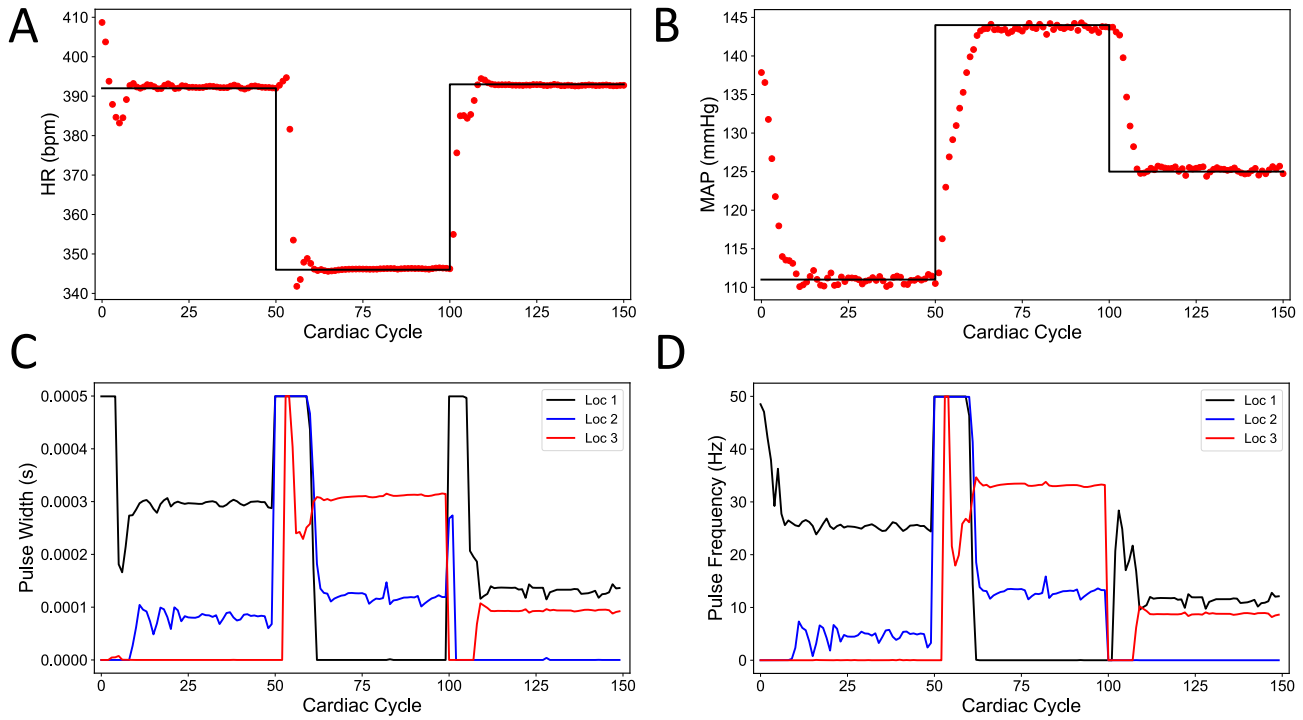 A
HR (bpm)
410
400
390
380
370
360
350
340
0 25 50 75 100 125 150
Cardiac Cycle
B
MAP (mmHg)
145
140
135
130
125
120
115
110
0 25 50 75 100 125 150
Cardiac Cycle
C
Pulse Width (s)
0.0005
0.0004
0.0003
0.0002
0.0001
0.0000
Loc 1
Loc 2
Loc 3
0 25 50 75 100 125 150
Cardiac Cycle
D
Pulse Frequency (Hz)
50
40
30
20
10
0
Loc 1
Loc 2
Loc 3
0 25 50 75 100 125 150
Cardiac Cycle